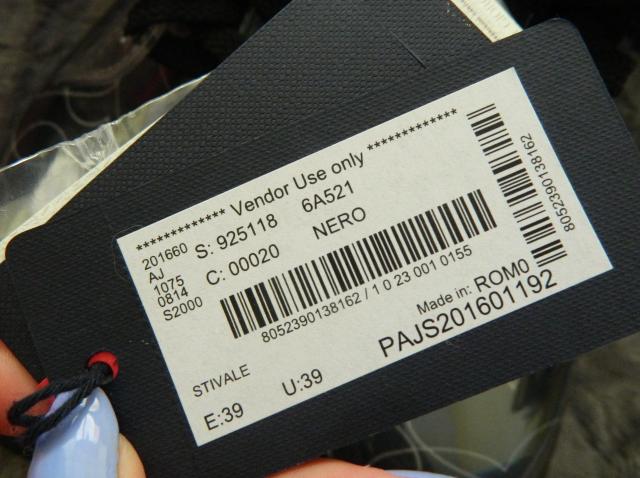 ************* Vendor Use only *************
201660
AJ
1075
0814
S2000
S: 925118 6A521
C: 00020 NERO
8052390138162 / 1 0 23 001 0155
8052390138162
Made in: ROM0
PAJS201601192
STIVALE
E:39 U:39